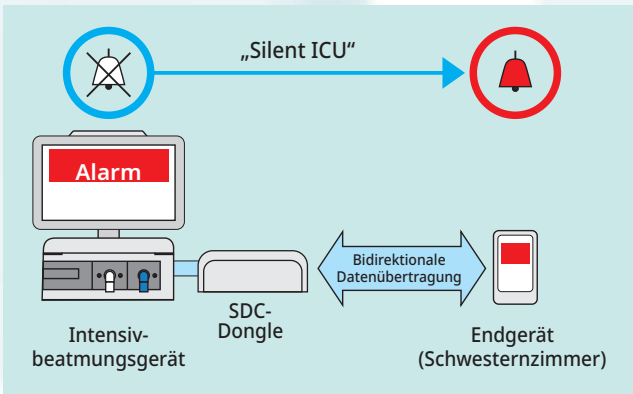 „Silent ICU“
Alarm
Bidirektionale
Datenübertragung
SDC-
Dongle
Intensiv-
beatmungsgerät
Endgerät
(Schwesternzimmer)